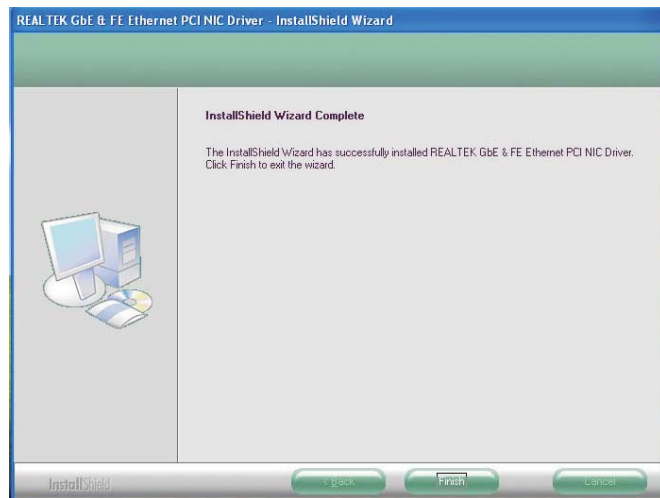 REALTEK GbE & FE Ethernet PCI NIC Driver - InstallShield Wizard
InstallShield Wizard Complete
The InstallShield Wizard has successfully installed REALTEK GbE & FE Ethernet PCI NIC Driver.
Click Finish to exit the wizard.
InstallShield
< Back
Finish
Cancel